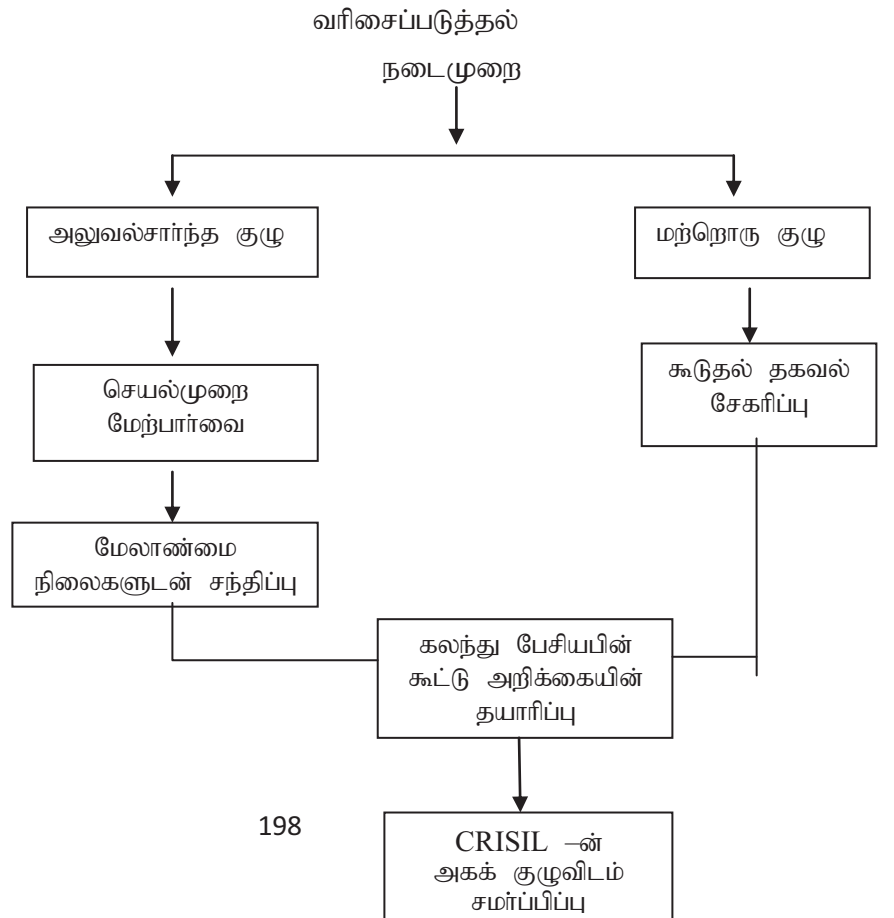 வரிசைப்படுத்தல்
நடைமுறை
அலுவல்சார்ந்த குழு
மற்றொரு குழு
செயல்முறை
மேற்பார்வை
கூடுதல் தகவல்
சேகரிப்பு
மேலாண்மை
நிலைகளுடன் சந்திப்பு
கலந்து பேசியபின்
கூட்டு அறிக்கையின்
தயாரிப்பு
198
CRISIL –ன்
அகக் குழுவிடம்
சமர்ப்பிப்பு